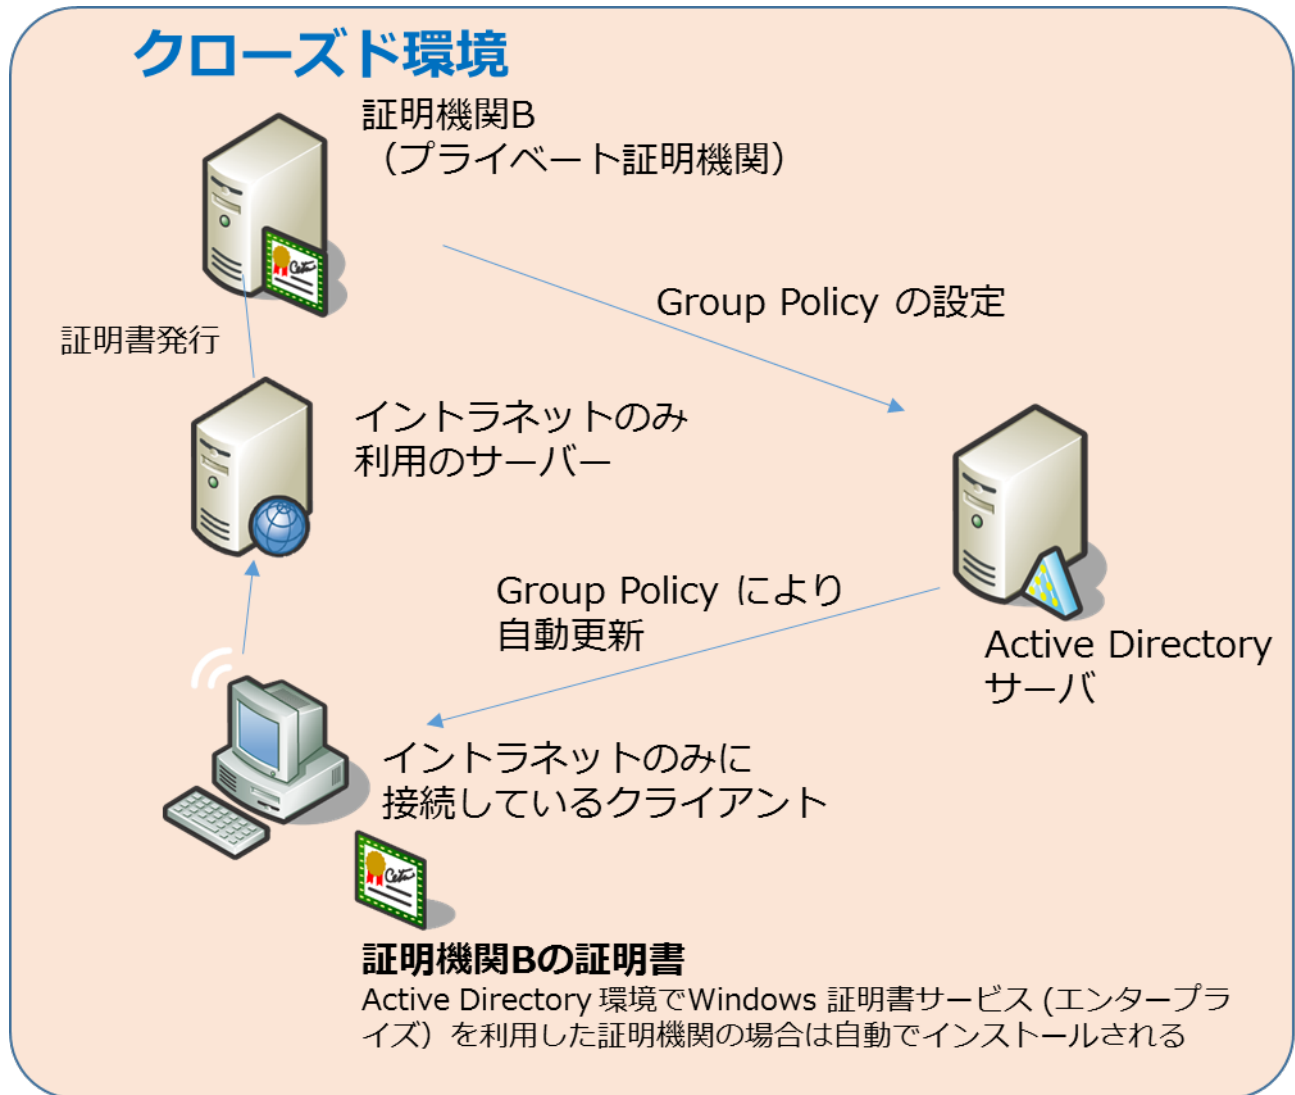 クローズド環境
証明機関B
（プライベート証明機関）
Group Policy の設定
証明書発行
イントラネットのみ
利用のサーバー
Group Policy により
自動更新
Active Directory
サーバ
イントラネットのみに
接続しているクライアント
証明機関Bの証明書
Active Directory 環境でWindows 証明書サービス (エンタープラ
イズ）を利用した証明機関の場合は自動でインストールされる